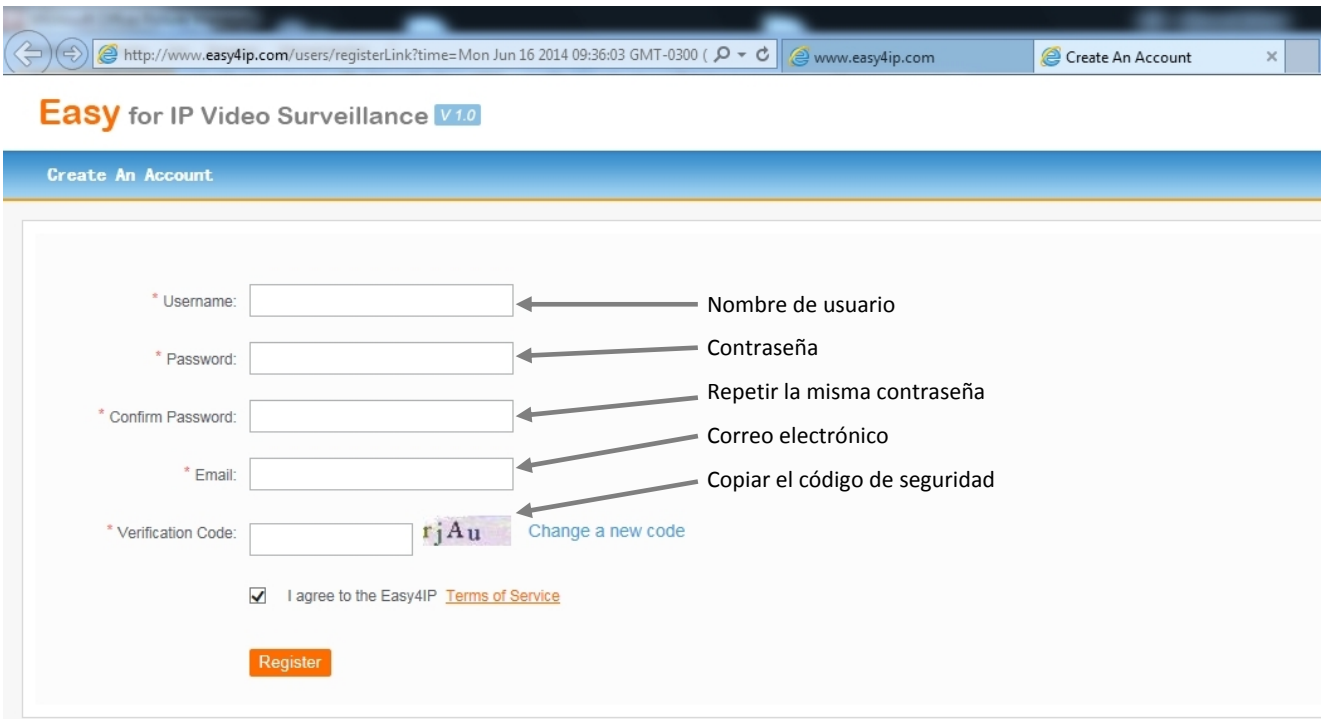 http://www.easy4ip.com/users/registerLink?time=Mon Jun 16 2014 09:36:03 GMT-0300 (
www.easy4ip.com
Create An Account
Easy for IP Video Surveillance V 1.0
Create An Account
* Username:
Nombre de usuario
* Password:
Contraseña
* Confirm Password:
Repetir la misma contraseña
* Email:
Correo electrónico
Copiar el código de seguridad
* Verification Code:
rjAu
Change a new code
I agree to the Easy4IP Terms of Service
Register